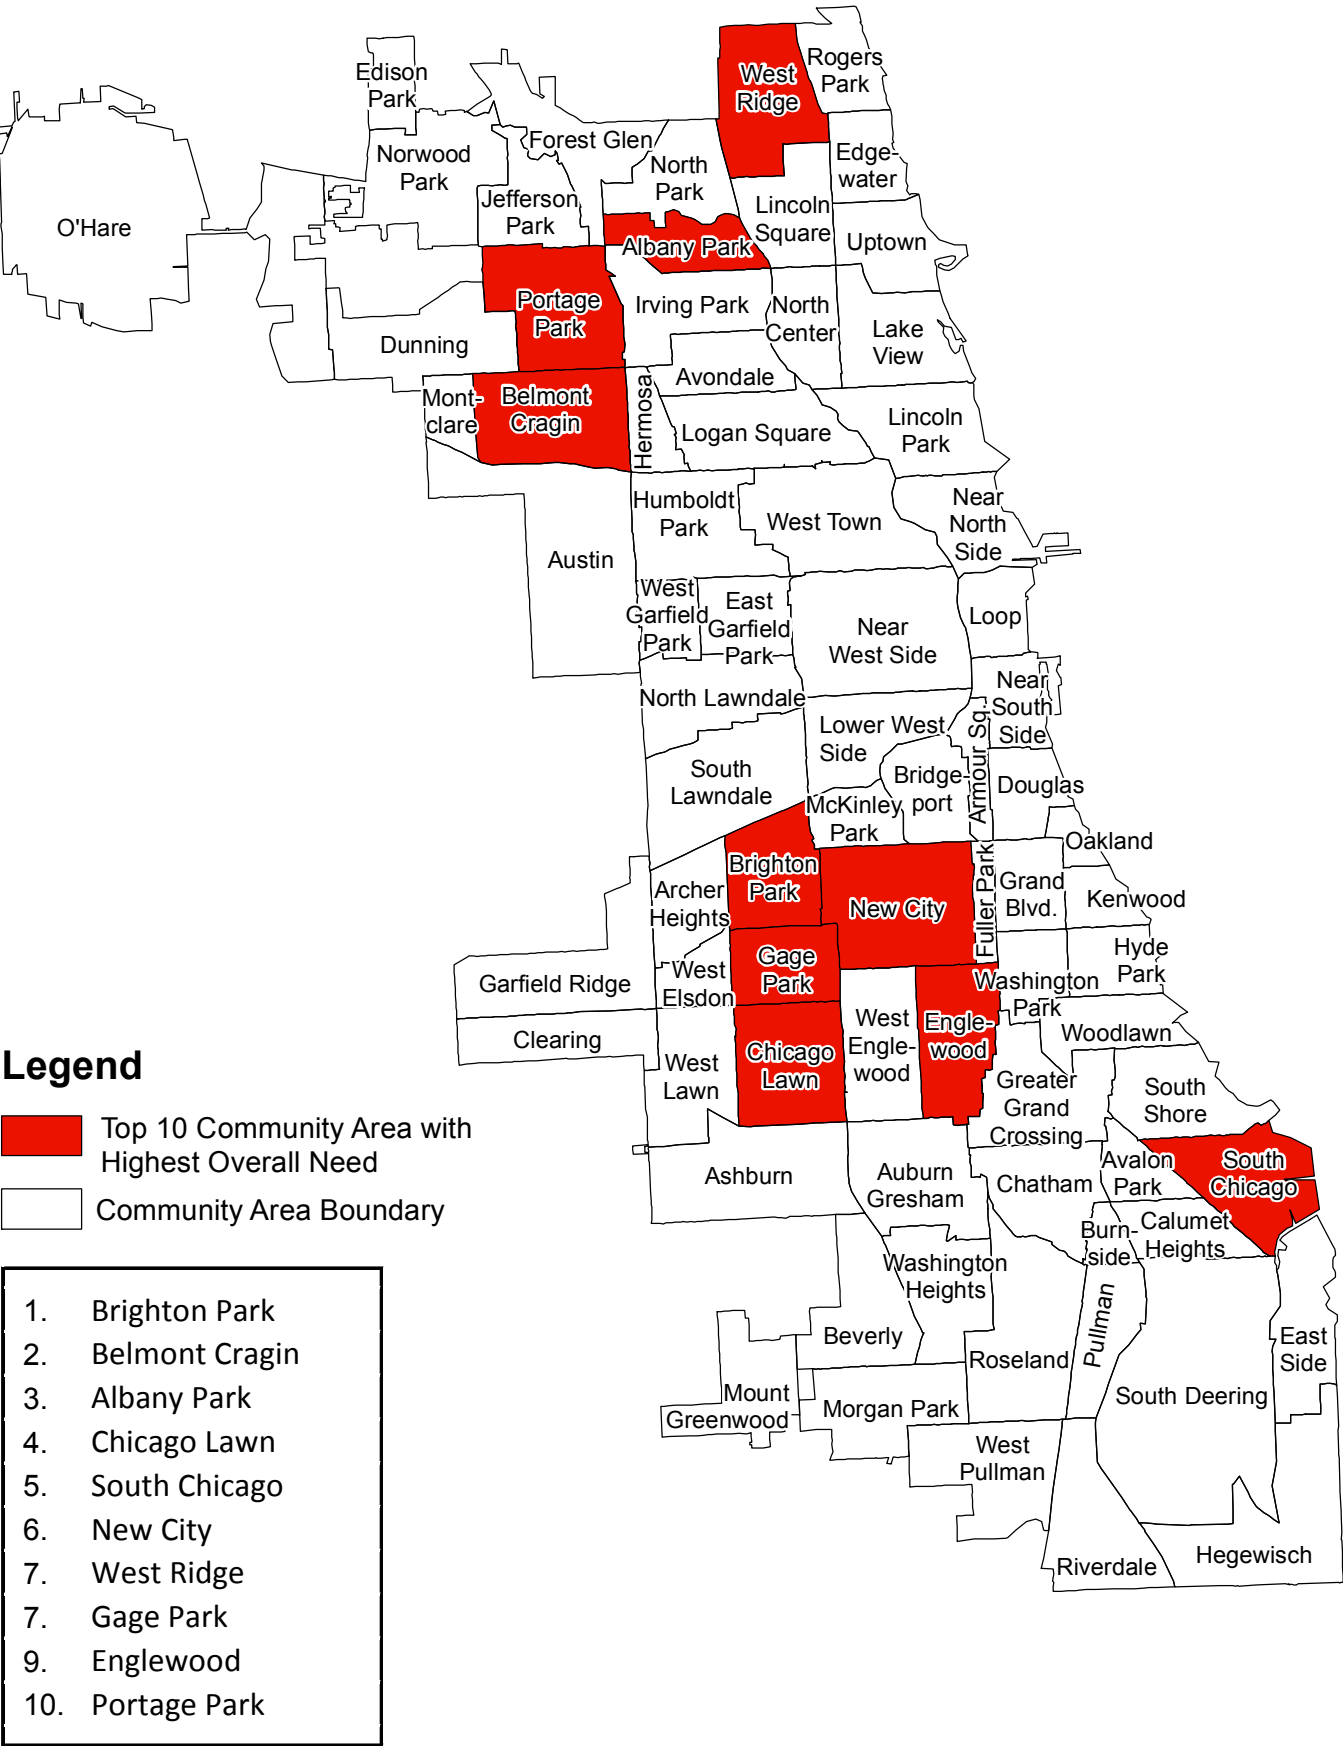 West
Ridge
Rogers
Park
Edison
Park
Forest Glen
Norwood
Park
North
Park
Edge-
water
Jefferson
Park
Lincoln
Square
O'Hare
Albany Park
Uptown
Portage
Park
Irving Park
North
Center
Dunning
Lake
View
Avondale
Mont-
clare
Belmont
Cragin
Hermosa
Logan Square
Lincoln
Park
Humboldt
Park
West Town
Near
North
Side
Austin
West
Garfield
Park
East
Garfield
Park
Near
West Side
Loop
North Lawndale
Near
South
Side
Lower West
Side
Armour Sq.
South
Lawndale
Bridge-
port
Douglas
McKinley
Park
Oakland
Brighton
Park
Archer
Heights
New City
Fuller Park
Grand
Blvd.
Kenwood
Gage
Park
Hyde
Park
Garfield Ridge
West
Elsdon
Washington
Park
Clearing
West
Engle-
wood
Engle-
wood
Woodlawn
Chicago
Lawn
West
Lawn
Greater
Grand
Crossing
South
Shore
Ashburn
Auburn
Gresham
Chatham
Avalon
Park
South
Chicago
Burn-
side
Calumet
Heights
Washington
Heights
Beverly
Roseland
Pullman
East
Side
South Deering
Mount
Greenwood
Morgan Park
West
Pullman
Riverdale
Hegewisch
Legend
Top 10 Community Area with
Highest Overall Need
Community Area Boundary
1. Brighton Park
2. Belmont Cragin
3. Albany Park
4. Chicago Lawn
5. South Chicago
6. New City
7. West Ridge
7. Gage Park
9. Englewood
10. Portage Park